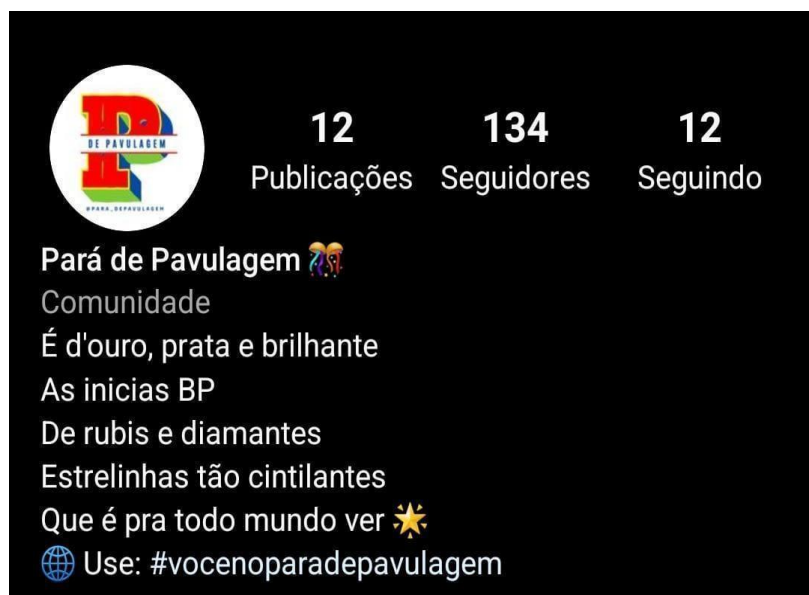 DE PAVULAGEM
@PARA_DEPAVULAGEM
12 134 12
Publicações Seguidores Seguindo
Pará de Pavulagem
Comunidade
É d'ouro, prata e brilhante
As inicias BP
De rubis e diamantes
Estrelinhas tão cintilantes
Que é pra todo mundo ver
Use: #vocenoparadepavulagem